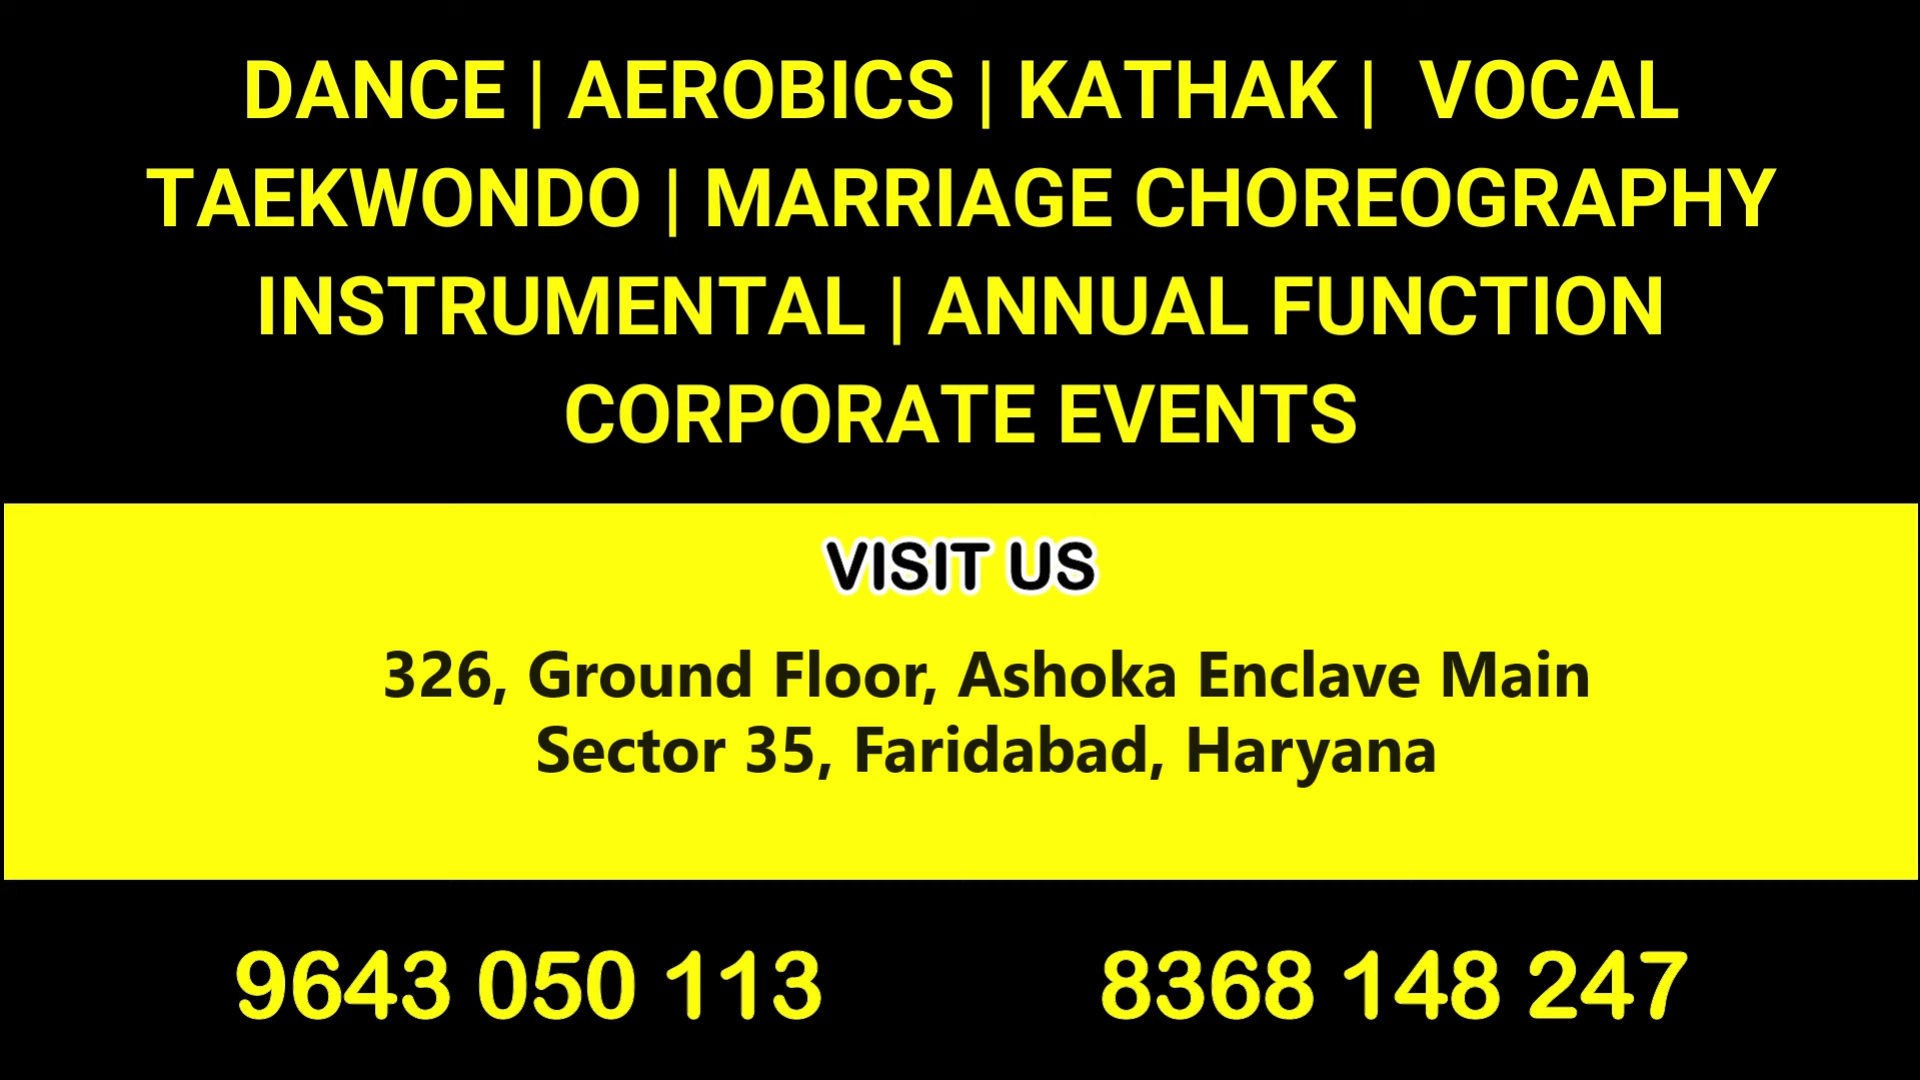 DANCE | AEROBICS | KATHAK | VOCAL
TAEKWONDO | MARRIAGE CHOREOGRAPHY
INSTRUMENTAL | ANNUAL FUNCTION
CORPORATE EVENTS
VISIT US
326, Ground Floor, Ashoka Enclave Main
Sector 35, Faridabad, Haryana
9643 050 113 8368 148 247